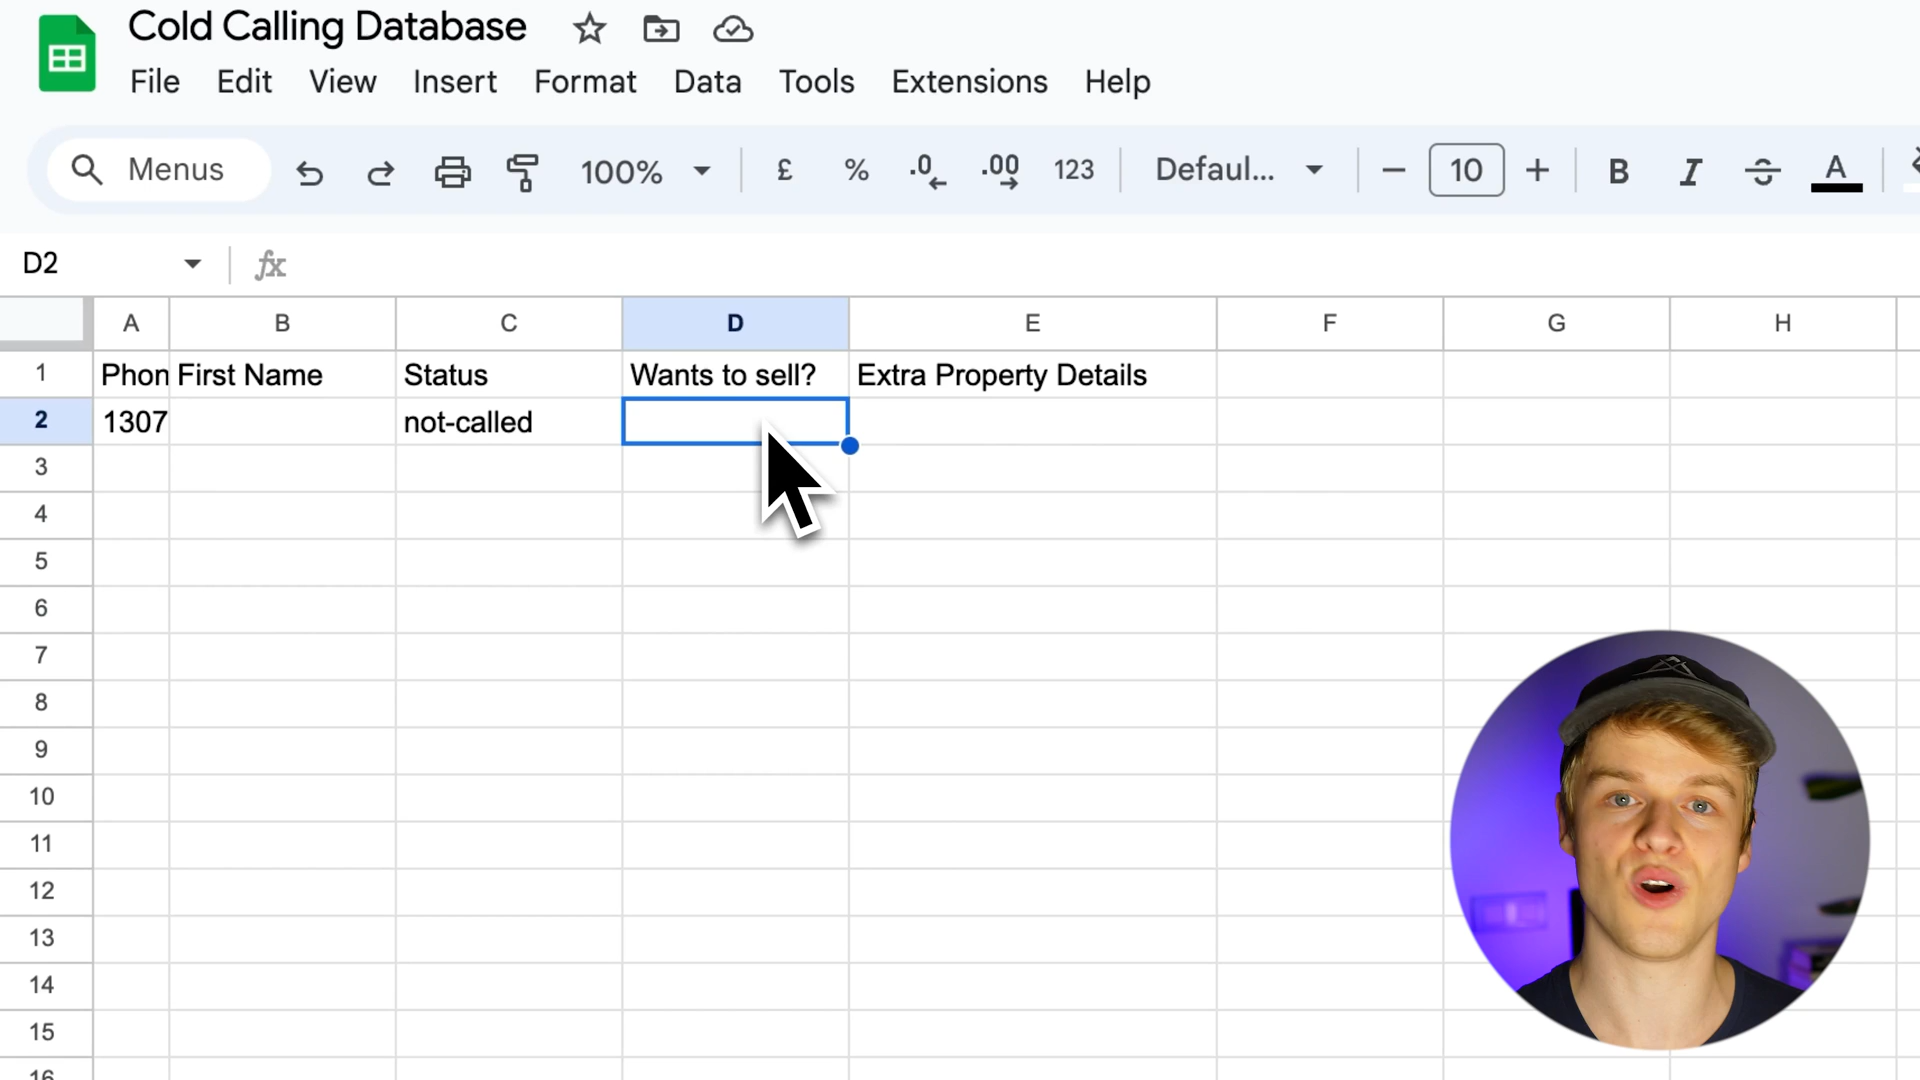 Cold Calling Database
File Edit View Insert Format Data Tools Extensions Help
Menus 100% £ % .0 .00 123 Defaul... 10 B I A
D2 fx
A B C D E F G H
1 Phon First Name Status Wants to sell? Extra Property Details
2 1307 not-called
3
4
5
6
7
8
9
10
11
12
13
14
15
16